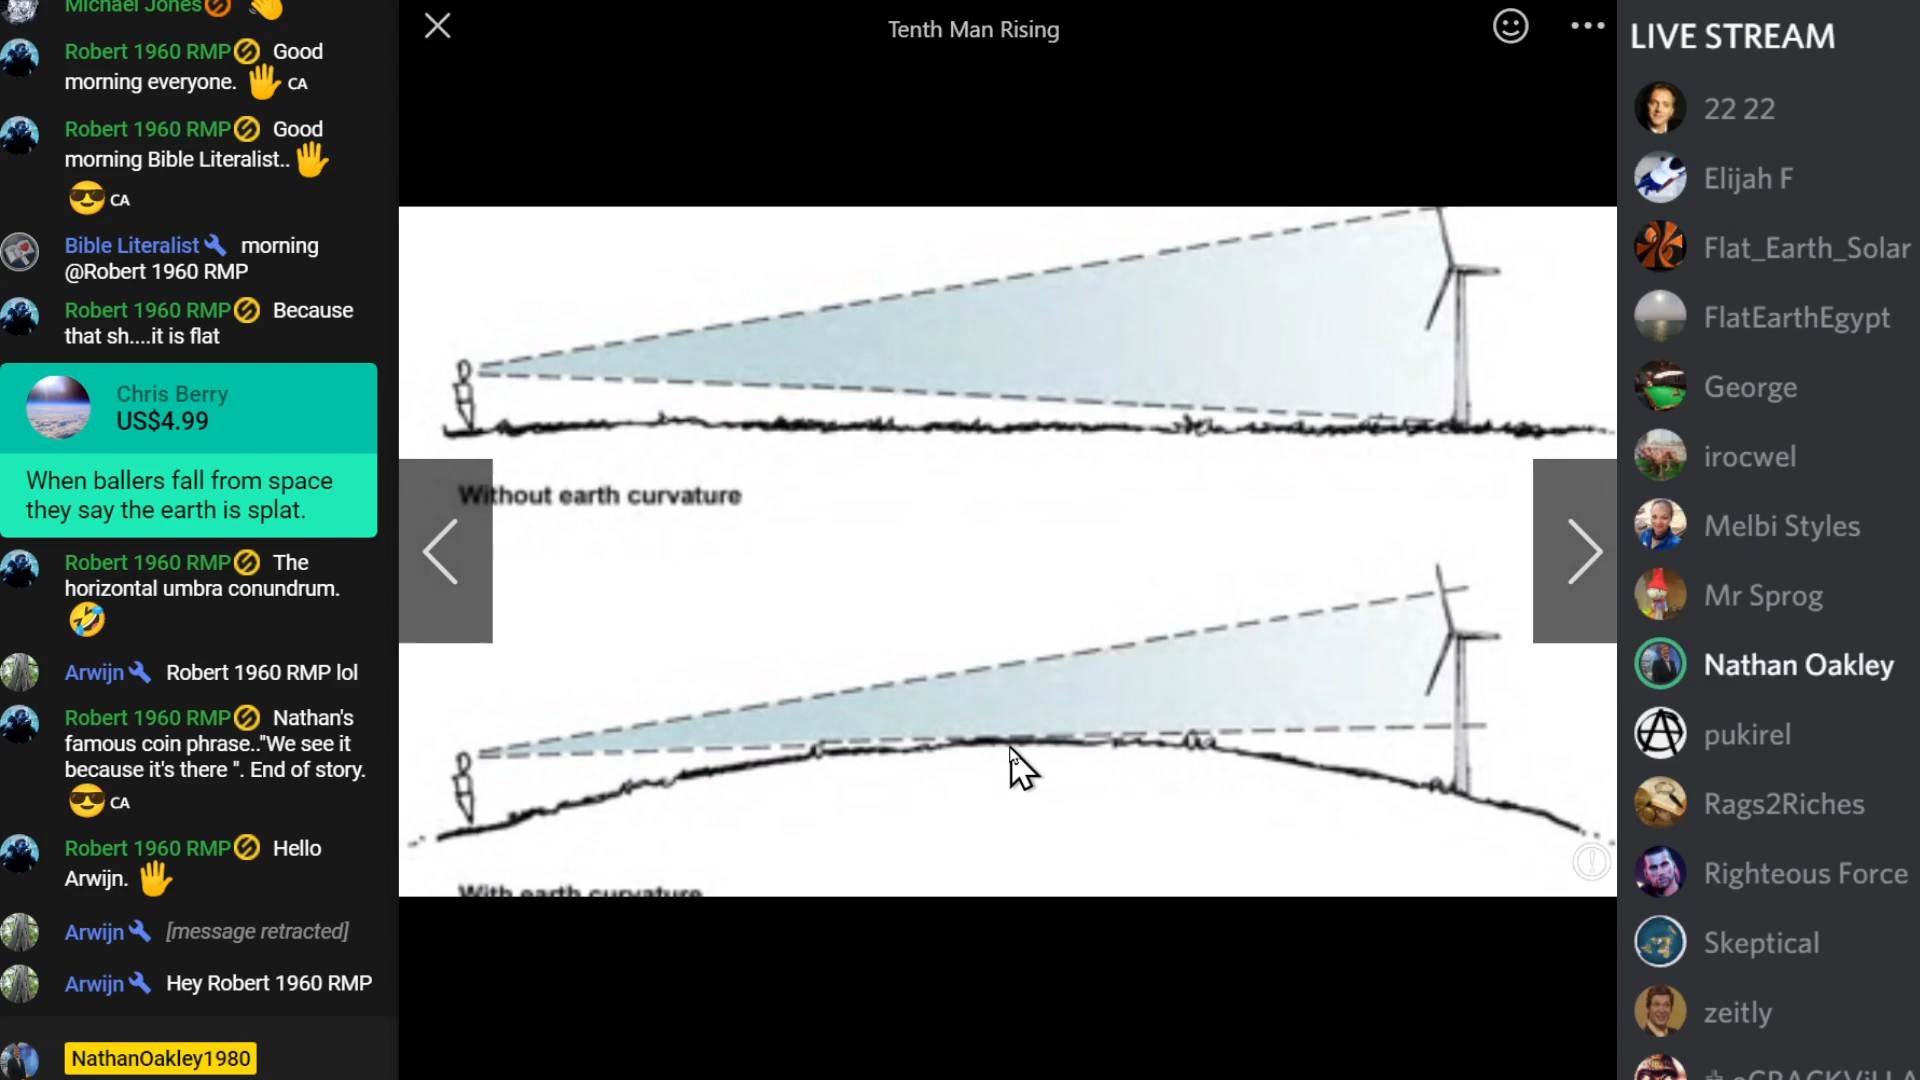 Michael Jones
Robert 1960 RMP Good
morning everyone. CA
Robert 1960 RMP Good
morning Bible Literalist..
CA
Bible Literalist morning
@Robert 1960 RMP
Robert 1960 RMP Because
that sh....it is flat
Chris Berry
US$4.99
When ballers fall from space
they say the earth is splat.
Robert 1960 RMP The
horizontal umbra conundrum.
Arwijn Robert 1960 RMP lol
Robert 1960 RMP Nathan's
famous coin phrase.."We see it
because it's there ". End of story.
CA
Robert 1960 RMP Hello
Arwijn.
Arwijn [message retracted]
Arwijn Hey Robert 1960 RMP
NathanOakley1980
Tenth Man Rising
Without earth curvature
With earth curvature
LIVE STREAM
22 22
Elijah F
Flat_Earth_Solar
FlatEarthEgypt
George
irocwel
Melbi Styles
Mr Sprog
Nathan Oakley
pukirel
Rags2Riches
Righteous Force
Skeptical
zeitly